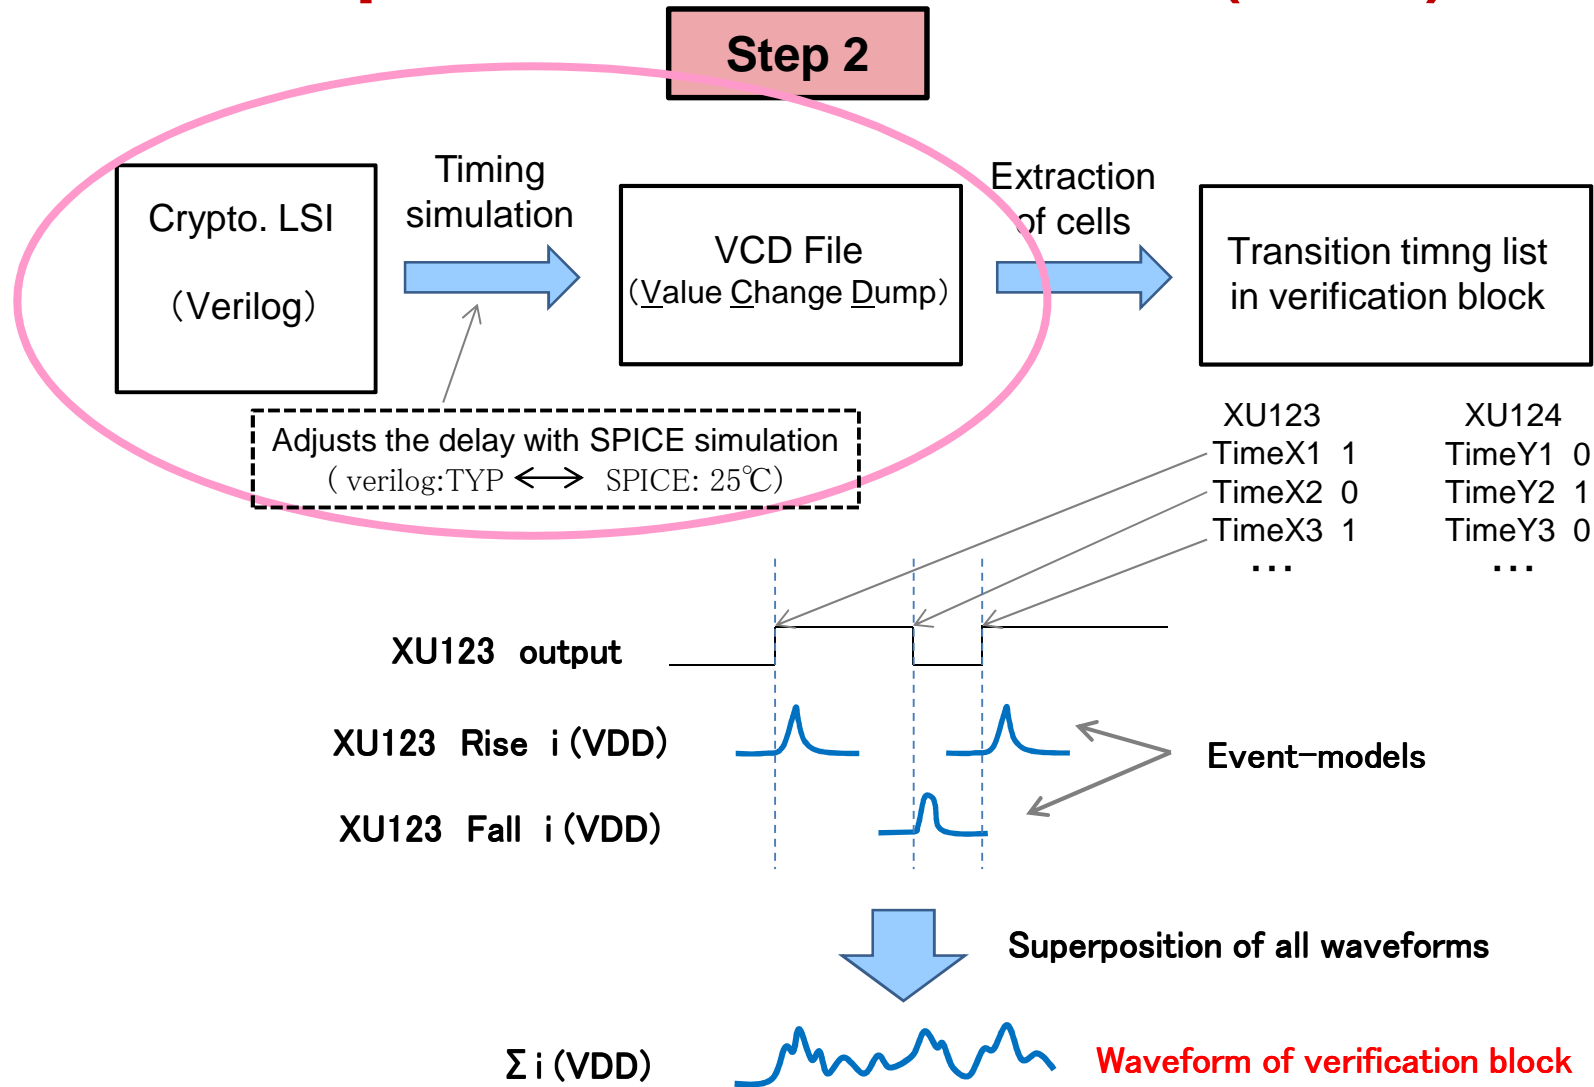 Step 2
Timing
simulation
Extraction
of cells
Crypto. LSI
（Verilog）
VCD File
（Value Change Dump）
Transition timng list
in verification block
Adjusts the delay with SPICE simulation
( verilog:TYP ⟷ SPICE: 25℃)
XU123 XU124
TimeX1 1 TimeY1 0
TimeX2 0 TimeY2 1
TimeX3 1 TimeY3 0
… …
XU123 output
XU123 Rise i(VDD)
Event-models
XU123 Fall i(VDD)
Superposition of all waveforms
Σi(VDD)
Waveform of verification block